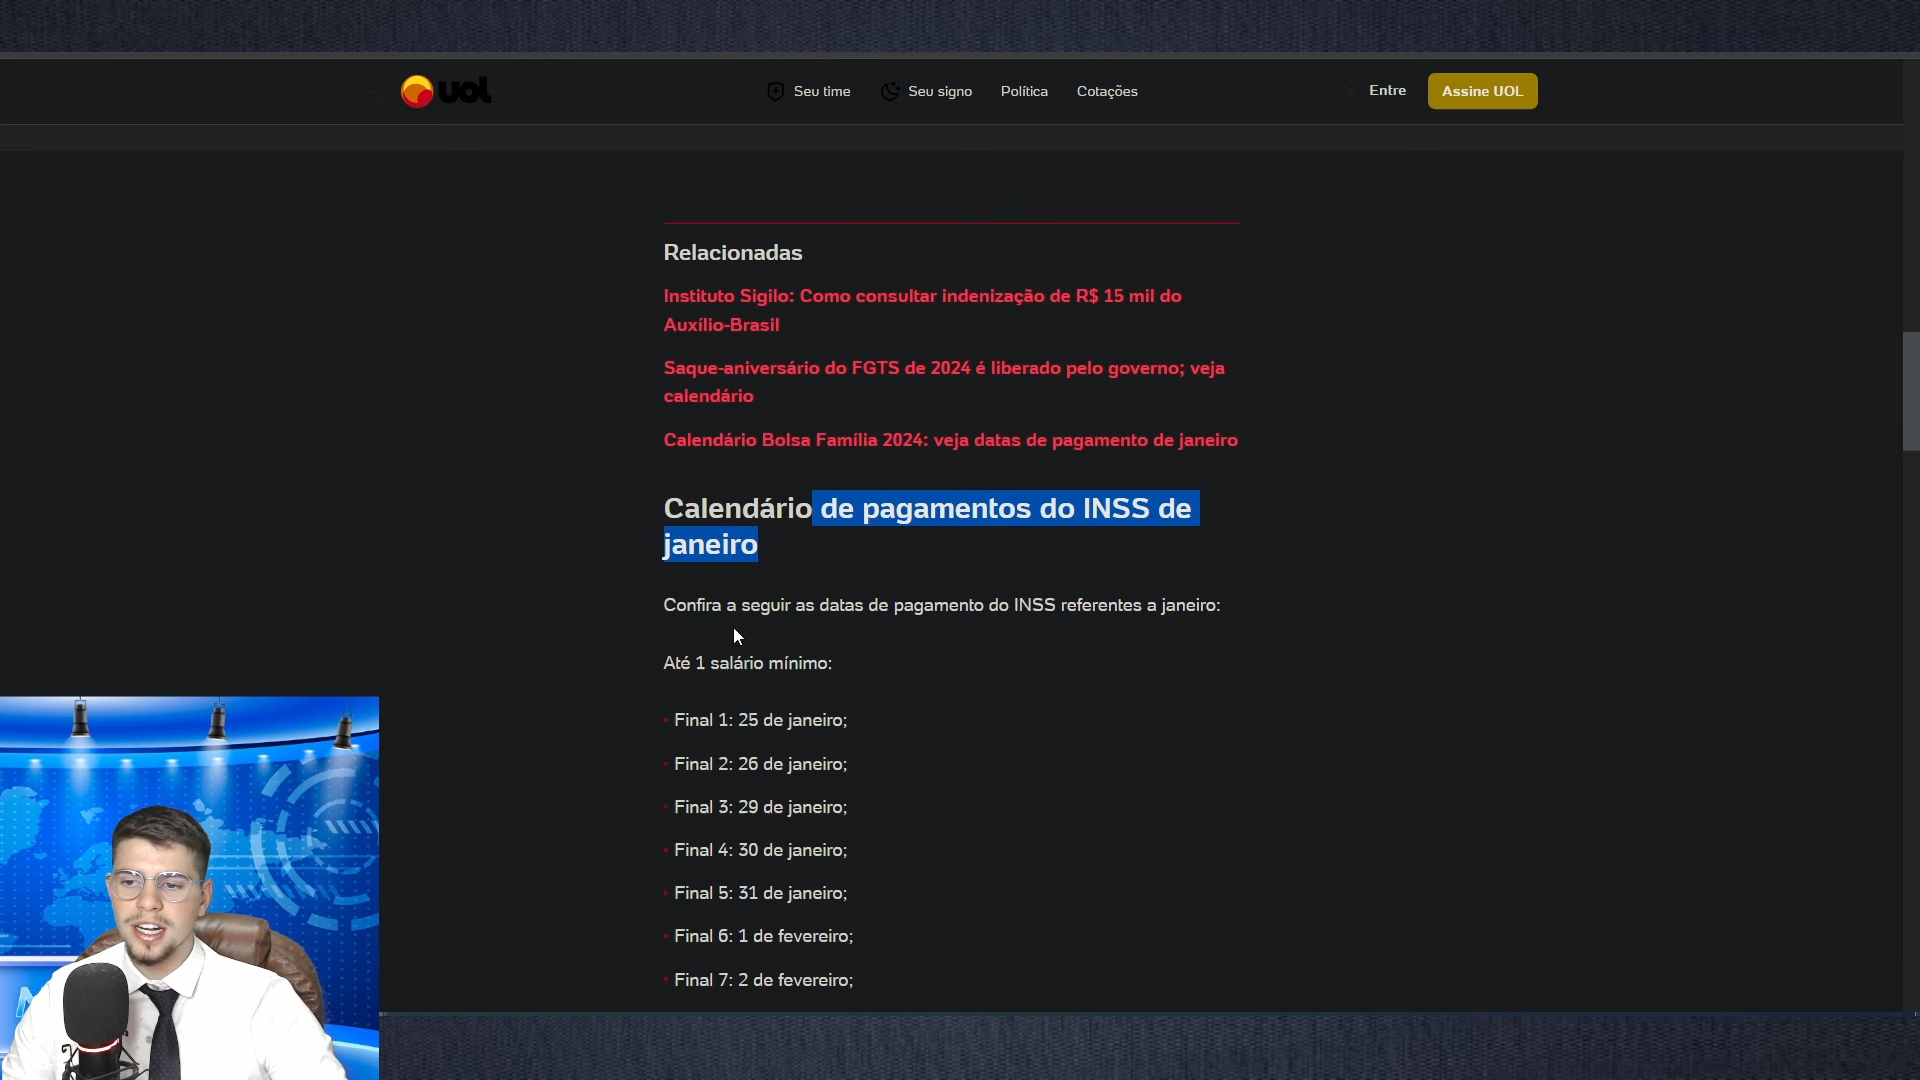 uol
Seu time
Seu signo
Política
Cotações
Entre
Assine UOL
Relacionadas
Instituto Sigilo: Como consultar indenização de R$ 15 mil do
Auxílio-Brasil
Saque-aniversário do FGTS de 2024 é liberado pelo governo; veja
calendário
Calendário Bolsa Família 2024: veja datas de pagamento de janeiro
Calendário de pagamentos do INSS de
janeiro
Confira a seguir as datas de pagamento do INSS referentes a janeiro:
Até 1 salário mínimo:
Final 1: 25 de janeiro;
Final 2: 26 de janeiro;
Final 3: 29 de janeiro;
Final 4: 30 de janeiro;
Final 5: 31 de janeiro;
Final 6: 1 de fevereiro;
Final 7: 2 de fevereiro;